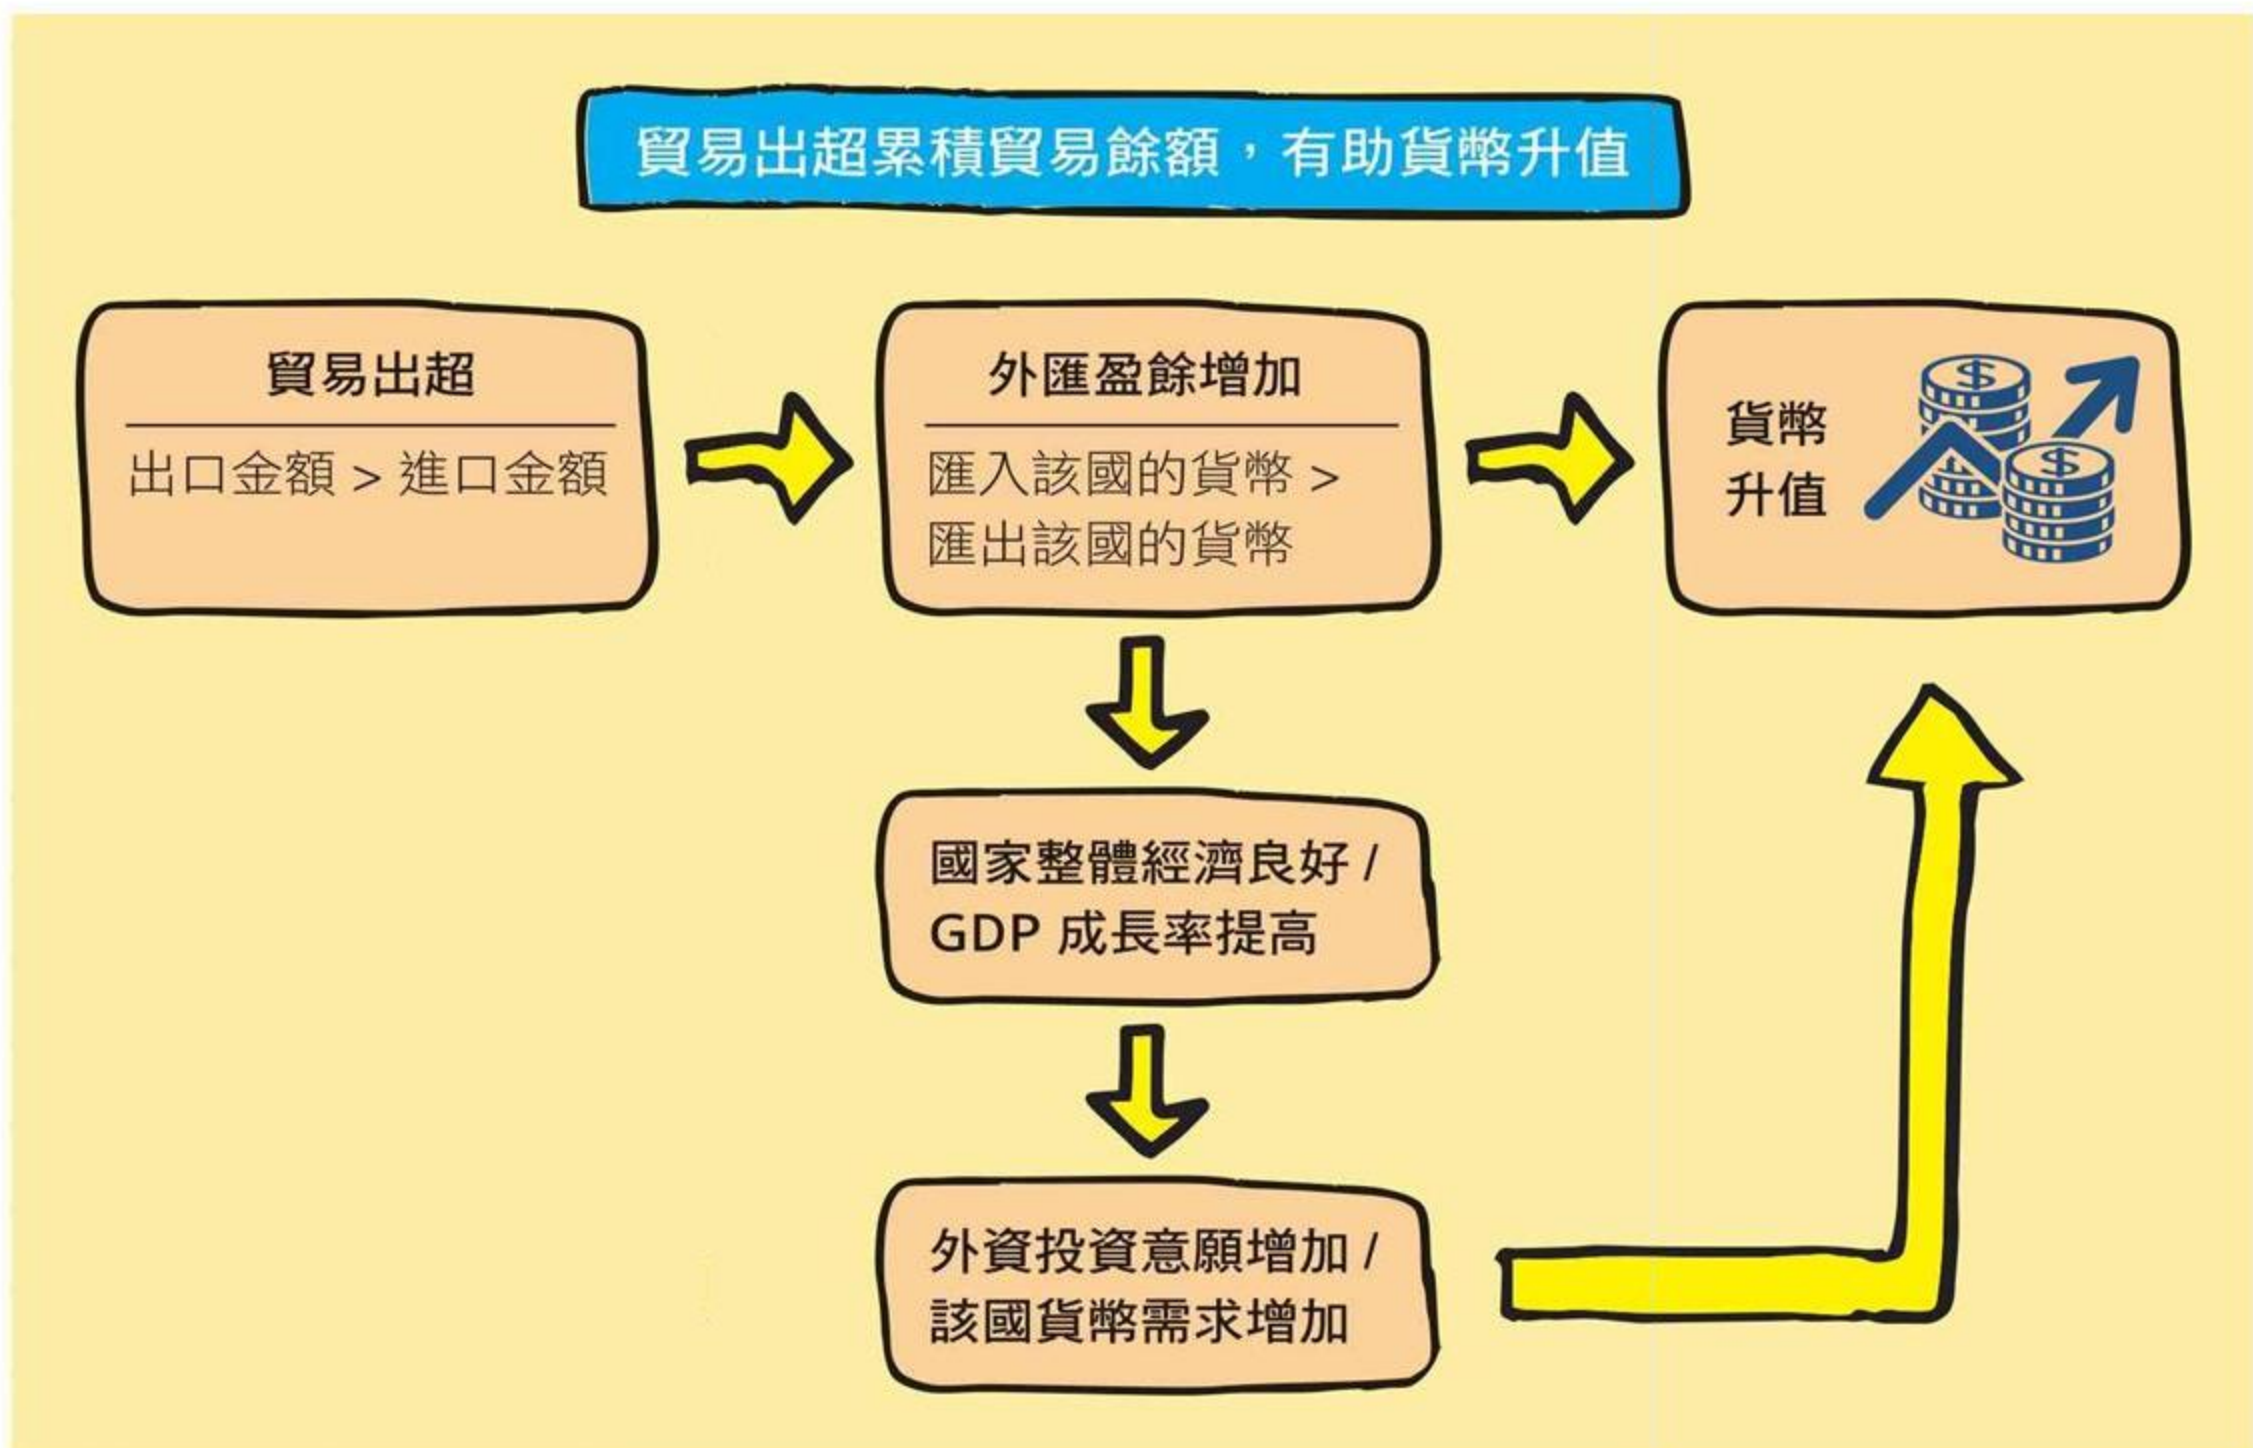 貿易出超累積貿易餘額，有助貨幣升值
貿易出超
出口金額 > 進口金額
外匯盈餘增加
匯入該國的貨幣 >
匯出該國的貨幣
貨幣
升值
$
$
國家整體經濟良好 /
GDP 成長率提高
外資投資意願增加 /
該國貨幣需求增加